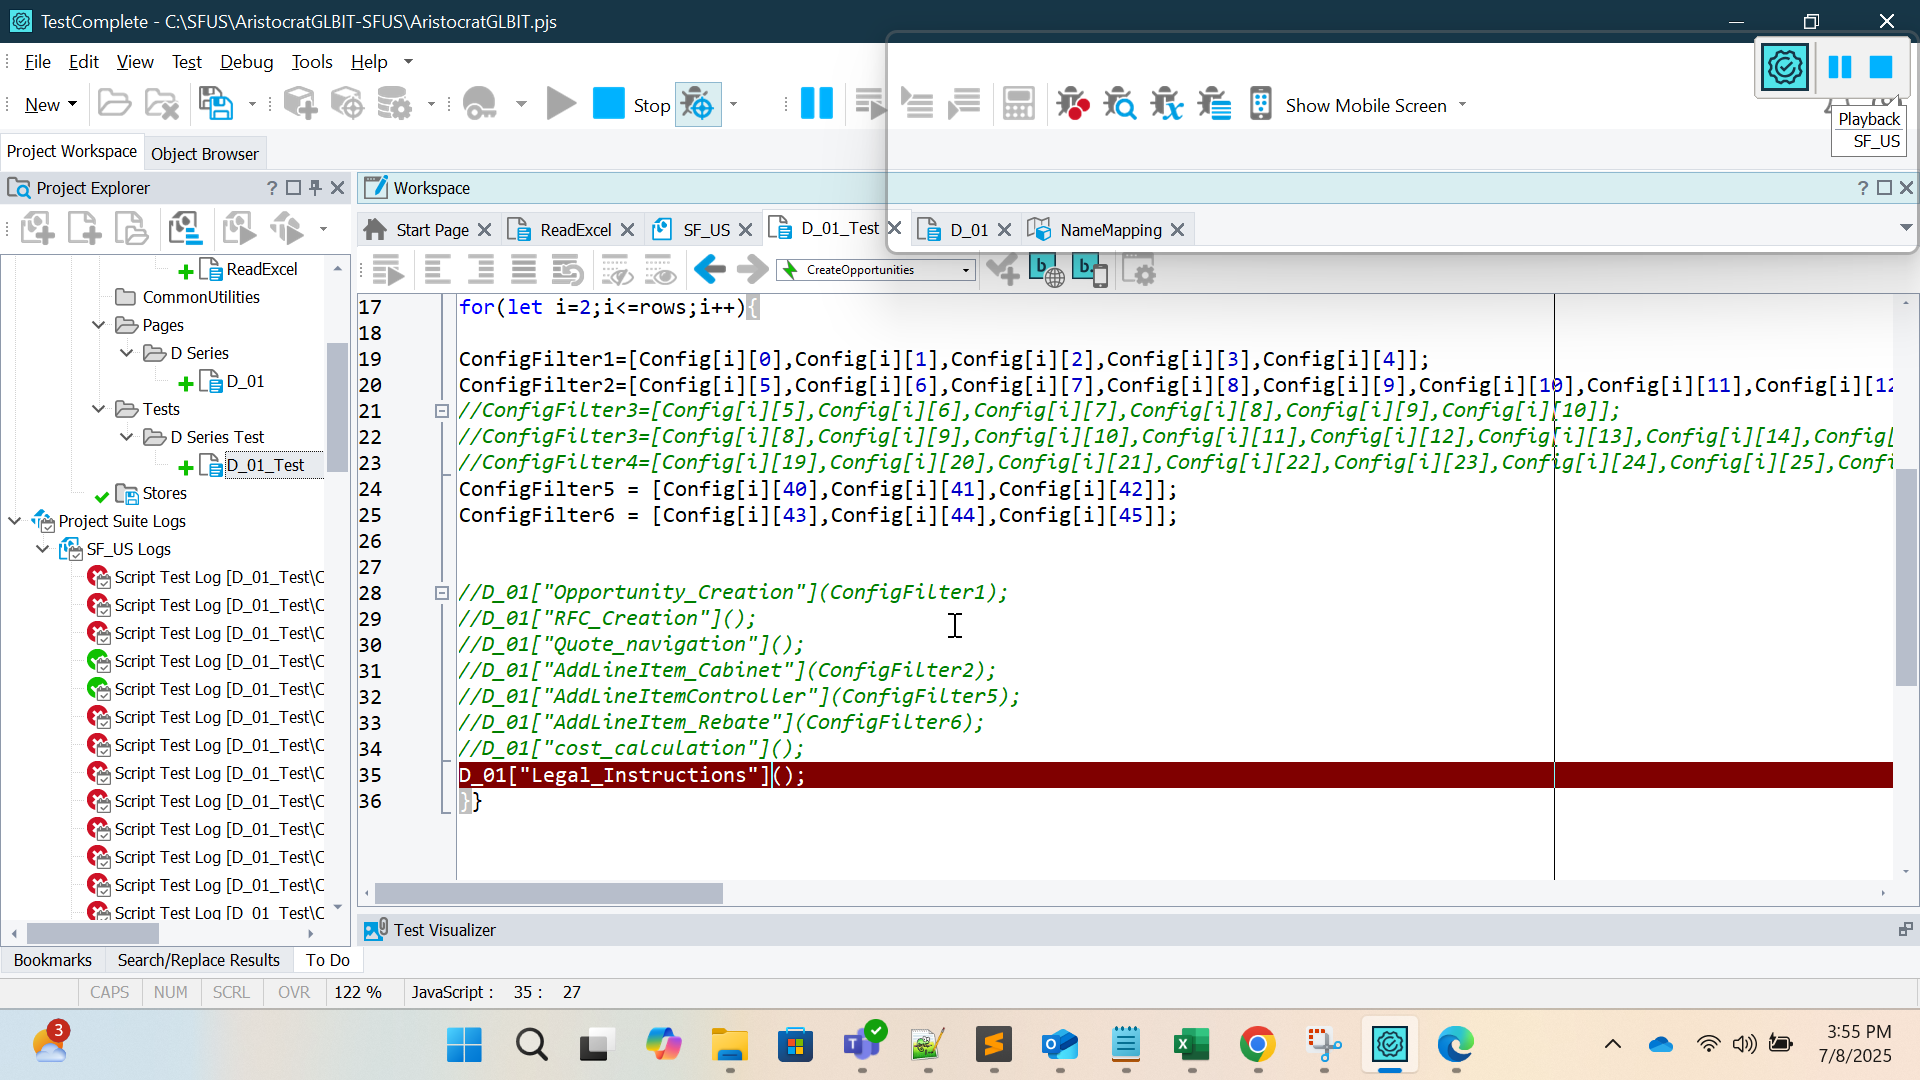 TestComplete - C:\SFUS\AristocratGLBIT-SFUS\AristocratGLBIT.pjs
File Edit View Test Debug Tools Help
New Stop Show Mobile Screen
Playback
SF_US
Project Workspace Object Browser
Project Explorer
Workspace
Start Page ReadExcel SF_US D_01_Test D_01 NameMapping
CreateOpportunities
ReadExcel
CommonUtilities
Pages
D Series
D_01
Tests
D Series Test
D_01_Test
Stores
Project Suite Logs
SF_US Logs
Script Test Log [D_01_Test\C
Script Test Log [D_01_Test\C
Script Test Log [D_01_Test\C
Script Test Log [D_01_Test\C
Script Test Log [D_01_Test\C
Script Test Log [D_01_Test\C
Script Test Log [D_01_Test\C
Script Test Log [D_01_Test\C
Script Test Log [D_01_Test\C
Script Test Log [D_01_Test\C
Script Test Log [D_01_Test\C
Script Test Log [D_01_Test\C
Script Test Log [D_01_Test\C
17 for(let i=2;i<=rows;i++){
18
19 ConfigFilter1=[Config[i][0],Config[i][1],Config[i][2],Config[i][3],Config[i][4]];
20 ConfigFilter2=[Config[i][5],Config[i][6],Config[i][7],Config[i][8],Config[i][9],Config[i][10],Config[i][11],Config[i][12
21 //ConfigFilter3=[Config[i][5],Config[i][6],Config[i][7],Config[i][8],Config[i][9],Config[i][10]];
22 //ConfigFilter3=[Config[i][8],Config[i][9],Config[i][10],Config[i][11],Config[i][12],Config[i][13],Config[i][14],Config[
23 //ConfigFilter4=[Config[i][19],Config[i][20],Config[i][21],Config[i][22],Config[i][23],Config[i][24],Config[i][25],Confi
24 ConfigFilter5 = [Config[i][40],Config[i][41],Config[i][42]];
25 ConfigFilter6 = [Config[i][43],Config[i][44],Config[i][45]];
26
27
28 //D_01["Opportunity_Creation"](ConfigFilter1);
29 //D_01["RFC_Creation"]();
30 //D_01["Quote_navigation"]();
31 //D_01["AddLineItem_Cabinet"](ConfigFilter2);
32 //D_01["AddLineItemController"](ConfigFilter5);
33 //D_01["AddLineItem_Rebate"](ConfigFilter6);
34 //D_01["cost_calculation"]();
35 D_01["Legal_Instructions"]();
36 }}
Test Visualizer
Bookmarks Search/Replace Results To Do
CAPS NUM SCRL OVR 122 % JavaScript : 35 : 27
3
3:55 PM
7/8/2025